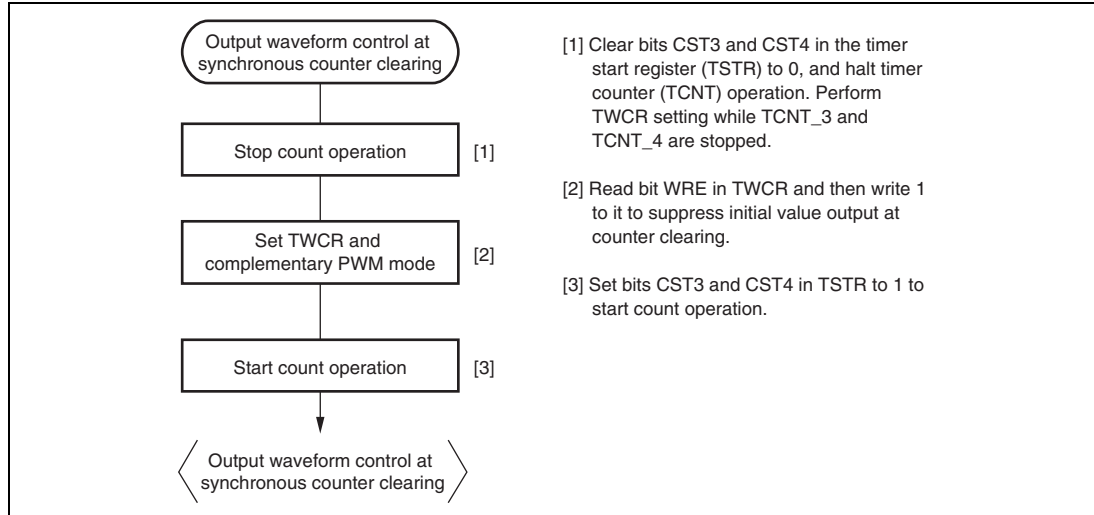 Output waveform control at
synchronous counter clearing
Stop count operation
[1]
Set TWCR and
complementary PWM mode
[2]
Start count operation
[3]
Output waveform control at
synchronous counter clearing
[1] Clear bits CST3 and CST4 in the timer
start register (TSTR) to 0, and halt timer
counter (TCNT) operation. Perform
TWCR setting while TCNT_3 and
TCNT_4 are stopped.
[2] Read bit WRE in TWCR and then write 1
to it to suppress initial value output at
counter clearing.
[3] Set bits CST3 and CST4 in TSTR to 1 to
start count operation.